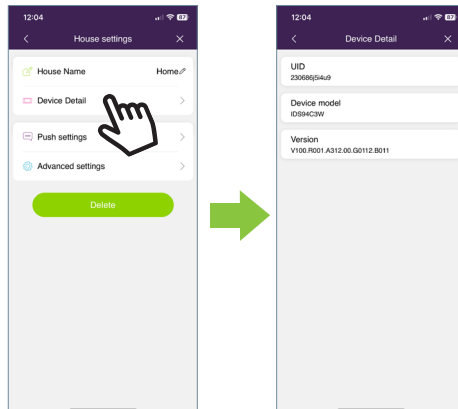 12:04
87
House settings
House Name
Home
Device Detail
Push settings
Advanced settings
Delete
12:04
87
Device Detail
UID
230686j5i4u9
Device model
IDS94C3W
Version
V100.R001.A312.00.G0112.B011